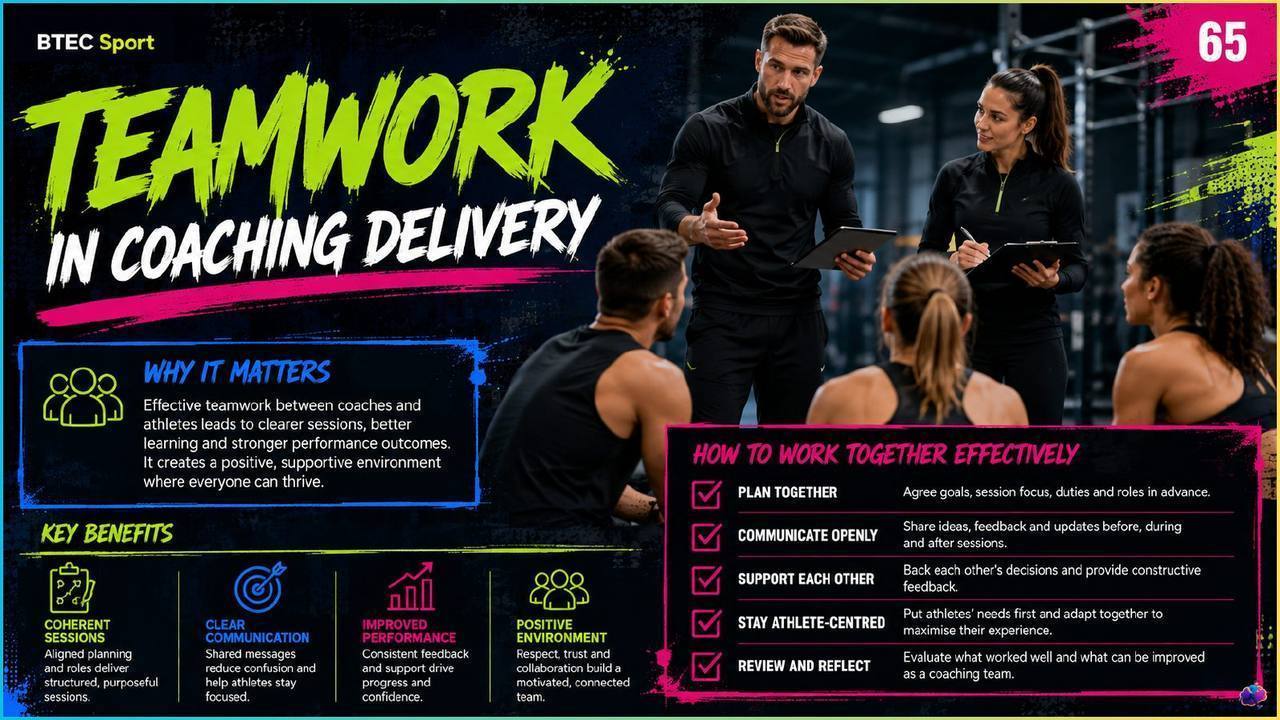 BTEC Sport
65
TEAMWORK
IN COACHING DELIVERY
WHY IT MATTERS
Effective teamwork between coaches and
athletes leads to clearer sessions, better
learning and stronger performance outcomes.
It creates a positive, supportive environment
where everyone can thrive.
KEY BENEFITS
COHERENT
SESSIONS
Aligned planning
and roles deliver
structured, purposeful
sessions.
CLEAR
COMMUNICATION
Shared messages
reduce confusion and
help athletes stay
focused.
IMPROVED
PERFORMANCE
Consistent feedback
and support drive
progress and
confidence.
POSITIVE
ENVIRONMENT
Respect, trust and
collaboration build a
motivated, connected
team.
HOW TO WORK TOGETHER EFFECTIVELY
PLAN TOGETHER
Agree goals, session focus, duties and roles in advance.
COMMUNICATE OPENLY
Share ideas, feedback and updates before, during
and after sessions.
SUPPORT EACH OTHER
Back each other's decisions and provide constructive
feedback.
STAY ATHLETE-CENTRED
Put athletes' needs first and adapt together to
maximise their experience.
REVIEW AND REFLECT
Evaluate what worked well and what can be improved
as a coaching team.